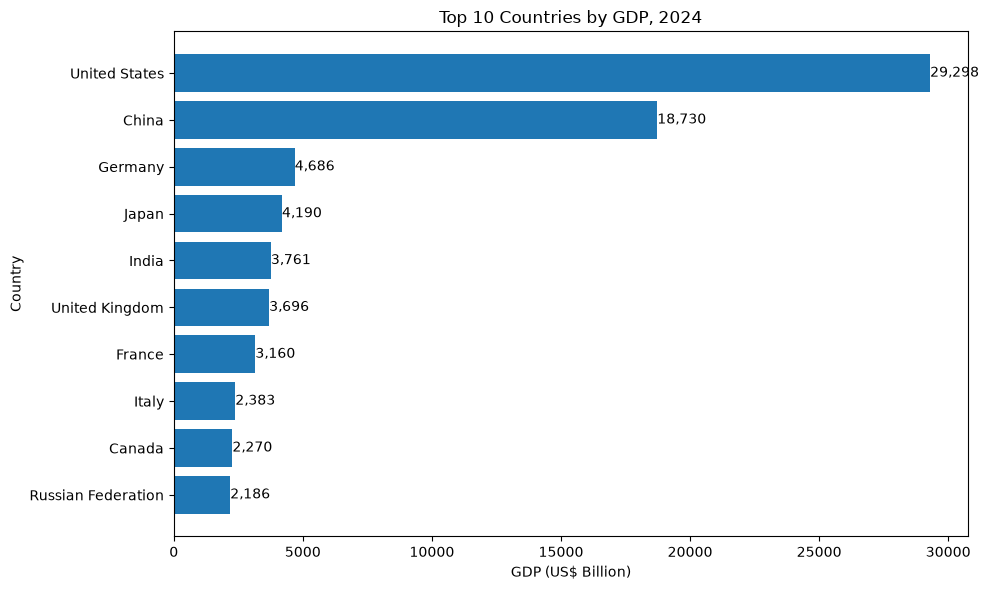 Top 10 Countries by GDP, 2024
Country
United States 29,298
China 18,730
Germany 4,686
Japan 4,190
India 3,761
United Kingdom 3,696
France 3,160
Italy 2,383
Canada 2,270
Russian Federation 2,186
0 5000 10000 15000 20000 25000 30000
GDP (US$ Billion)